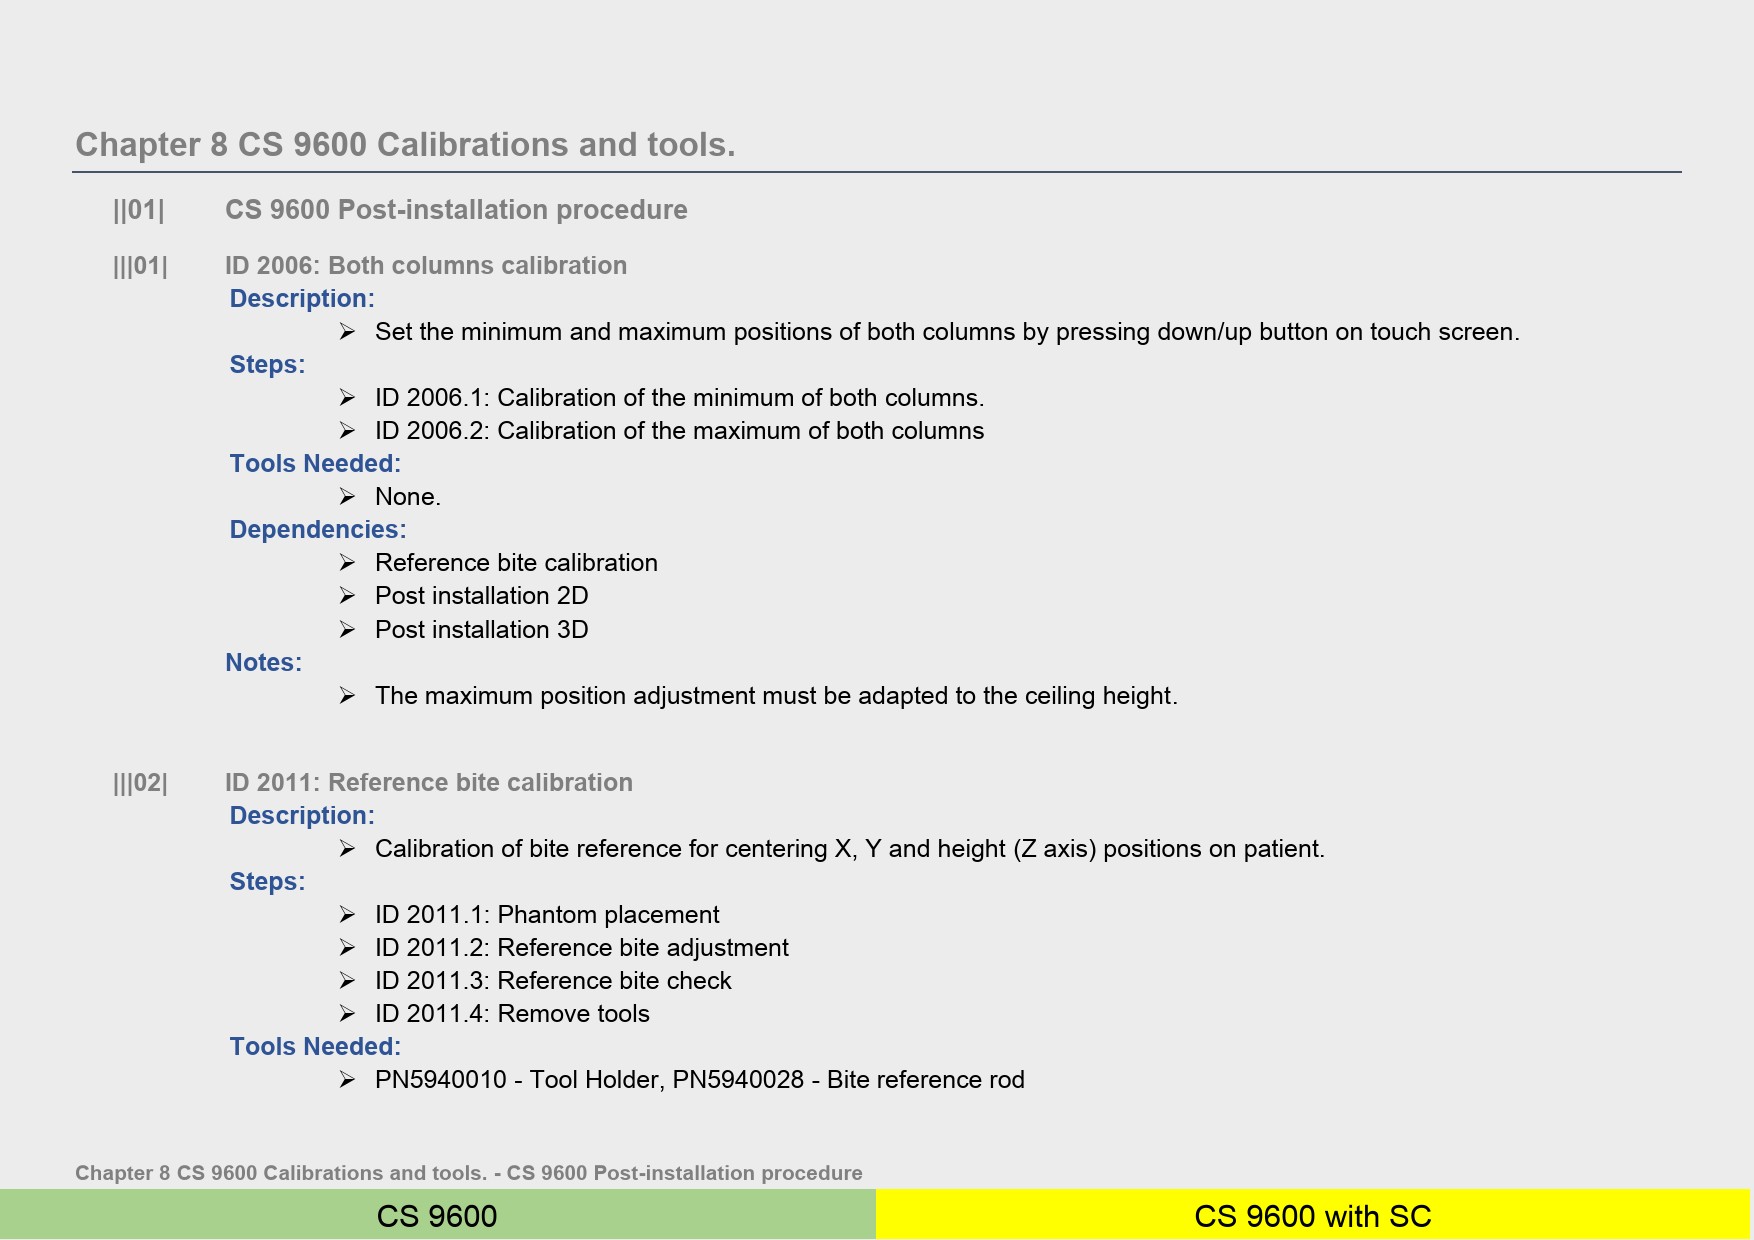 Chapter 8 CS 9600 Calibrations and tools.
||01| CS 9600 Post-installation procedure
|||01| ID 2006: Both columns calibration
Description:
➢ Set the minimum and maximum positions of both columns by pressing down/up button on touch screen.
Steps:
➢ ID 2006.1: Calibration of the minimum of both columns.
➢ ID 2006.2: Calibration of the maximum of both columns
Tools Needed:
➢ None.
Dependencies:
➢ Reference bite calibration
➢ Post installation 2D
➢ Post installation 3D
Notes:
➢ The maximum position adjustment must be adapted to the ceiling height.
|||02| ID 2011: Reference bite calibration
Description:
➢ Calibration of bite reference for centering X, Y and height (Z axis) positions on patient.
Steps:
➢ ID 2011.1: Phantom placement
➢ ID 2011.2: Reference bite adjustment
➢ ID 2011.3: Reference bite check
➢ ID 2011.4: Remove tools
Tools Needed:
➢ PN5940010 - Tool Holder, PN5940028 - Bite reference rod
Chapter 8 CS 9600 Calibrations and tools. - CS 9600 Post-installation procedure
CS 9600 CS 9600 with SC